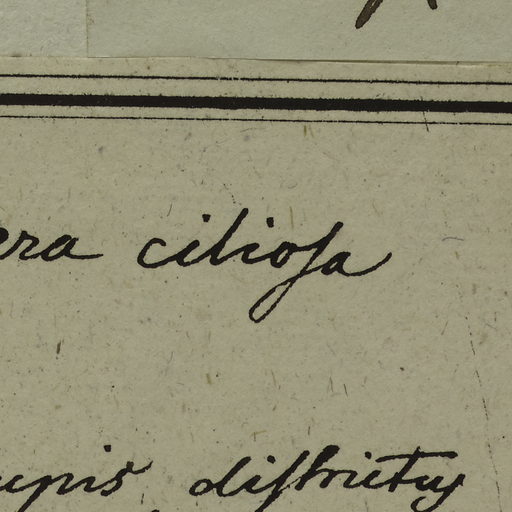 era ciliosa
upis districtus